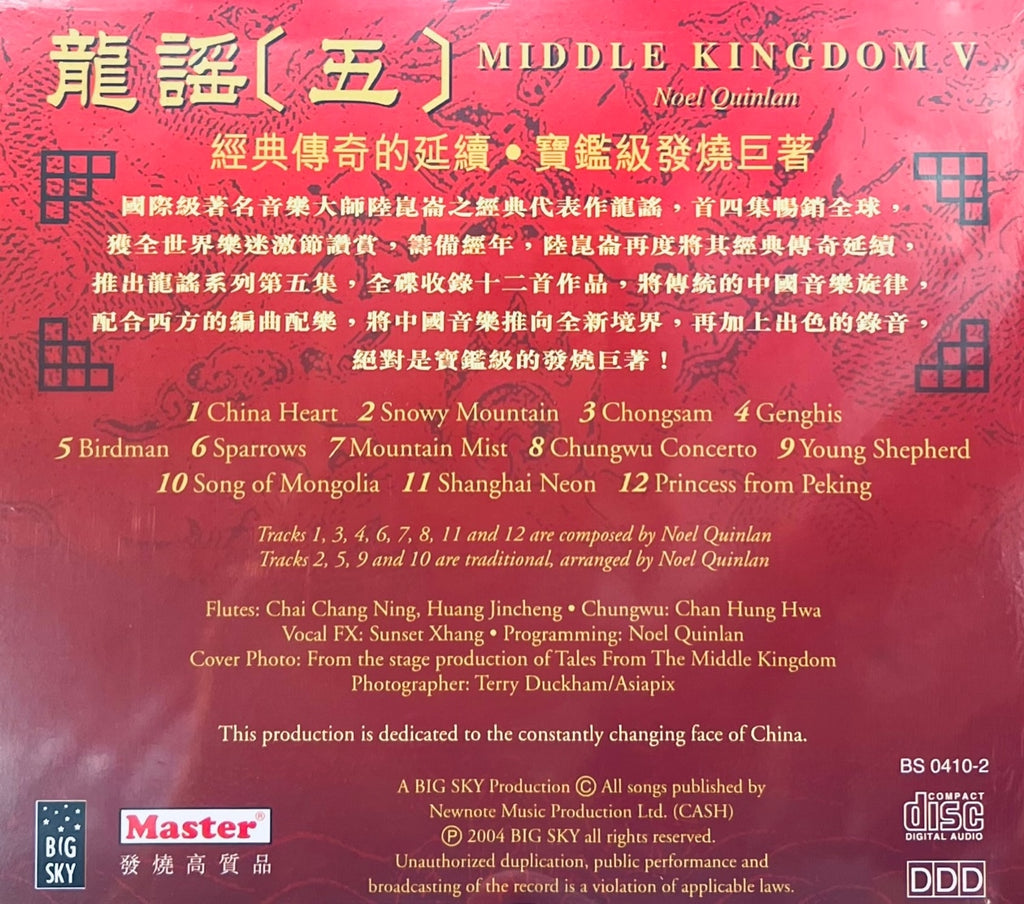 龍謠〔五〕 MIDDLE KINGDOM V
Noel Quinlan
經典傳奇的延續•寶鑑級發燒巨著
國際級著名音樂大師陸崑崙之經典代表作龍謠，首四集暢銷全球，
獲全世界樂迷激節讚賞，籌備經年，陸崑崙再度將其經典傳奇延續，
推出龍謠系列第五集，全碟收錄十二首作品，將傳統的中國音樂旋律，
配合西方的編曲配樂，將中國音樂推向全新境界，再加上出色的錄音，
絕對是寶鑑級的發燒巨著！
1 China Heart 2 Snowy Mountain 3 Chongsam 4 Genghis
5 Birdman 6 Sparrows 7 Mountain Mist 8 Chungwu Concerto 9 Young Shepherd
10 Song of Mongolia 11 Shanghai Neon 12 Princess from Peking
Tracks 1, 3, 4, 6, 7, 8, 11 and 12 are composed by Noel Quinlan
Tracks 2, 5, 9 and 10 are traditional, arranged by Noel Quinlan
Flutes: Chai Chang Ning, Huang Jincheng • Chungwu: Chan Hung Hwa
Vocal FX: Sunset Xhang • Programming: Noel Quinlan
Cover Photo: From the stage production of Tales From The Middle Kingdom
Photographer: Terry Duckham/Asiapix
This production is dedicated to the constantly changing face of China.
A BIG SKY Production © All songs published by
Newnote Music Production Ltd. (CASH)
℗ 2004 BIG SKY all rights reserved.
Unauthorized duplication, public performance and
broadcasting of the record is a violation of applicable laws.
BIG
SKY
Master®
發燒高質品
BS 0410-2
COMPACT
disc
DIGITAL AUDIO
DDD